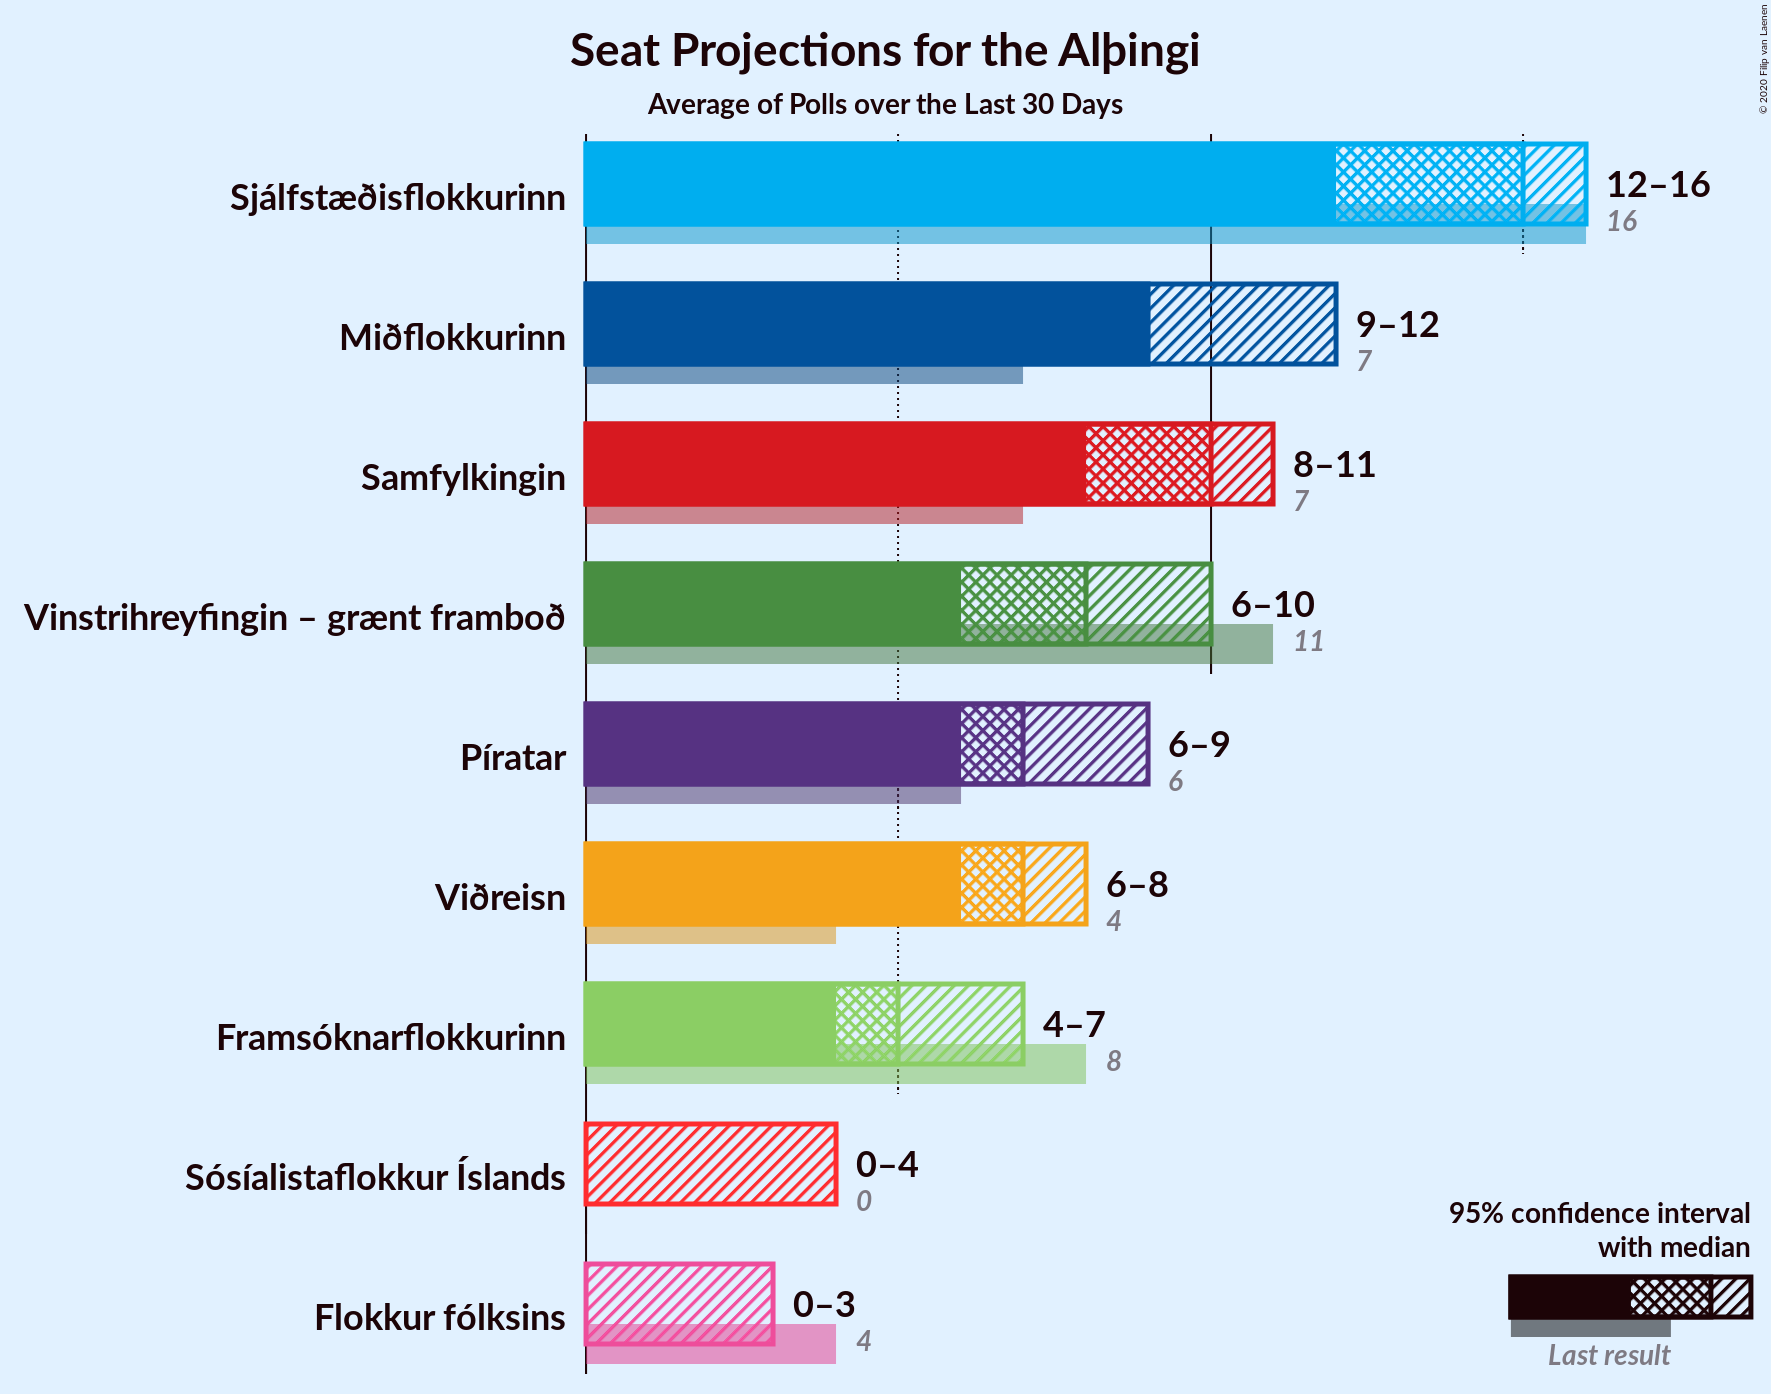 Seat Projections for the Alþingi
Average of Polls over the Last 30 Days
© 2020 Filip van Laenen
Sjálfstæðisflokkurinn
12–16
16
Miðflokkurinn
9–12
7
Samfylkingin
8–11
7
Vinstrihreyfingin – grænt framboð
6–10
11
Píratar
6–9
6
Viðreisn
6–8
4
Framsóknarflokkurinn
4–7
8
Sósíalistaflokkur Íslands
0–4
0
Flokkur fólksins
0–3
4
95% confidence interval
with median
Last result